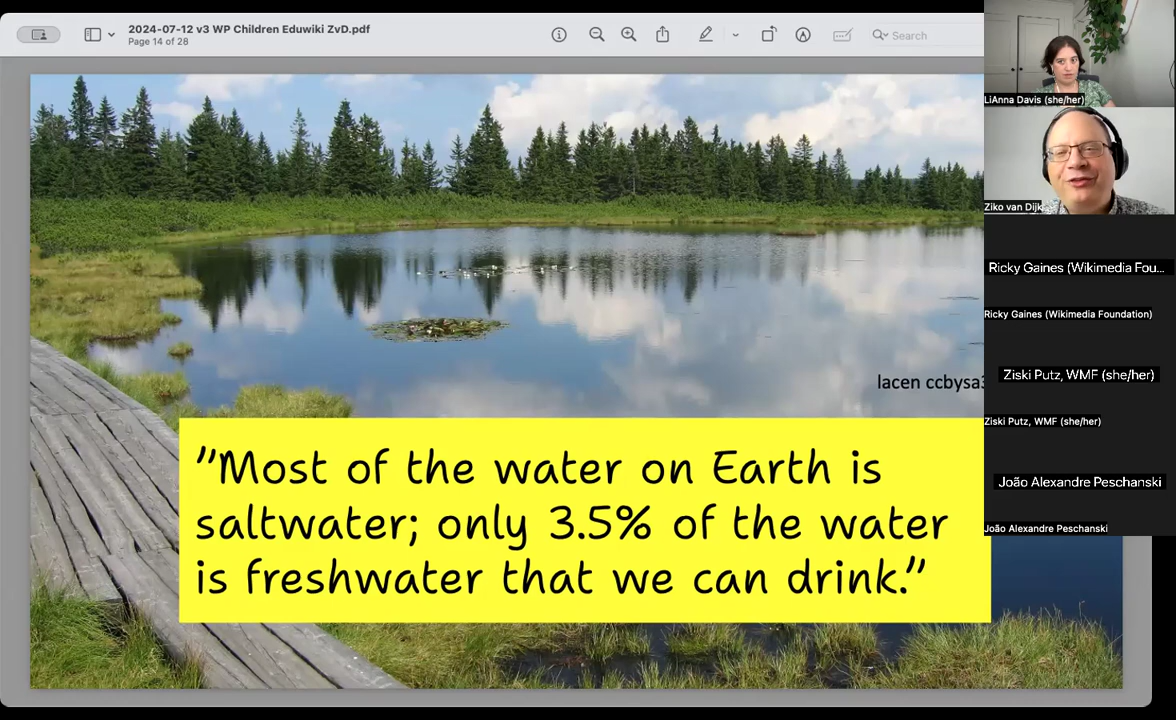 2024-07-12 v3 WP Children Eduwiki ZvD.pdf
Page 14 of 28
Search
lacen ccbysa3
"Most of the water on Earth is
saltwater; only 3.5% of the water
is freshwater that we can drink."
LiAnna Davis (she/her)
Ziko van Dijk
Ricky Gaines (Wikimedia Fou...
Ricky Gaines (Wikimedia Foundation)
Ziski Putz, WMF (she/her)
Ziski Putz, WMF (she/her)
João Alexandre Peschanski
João Alexandre Peschanski